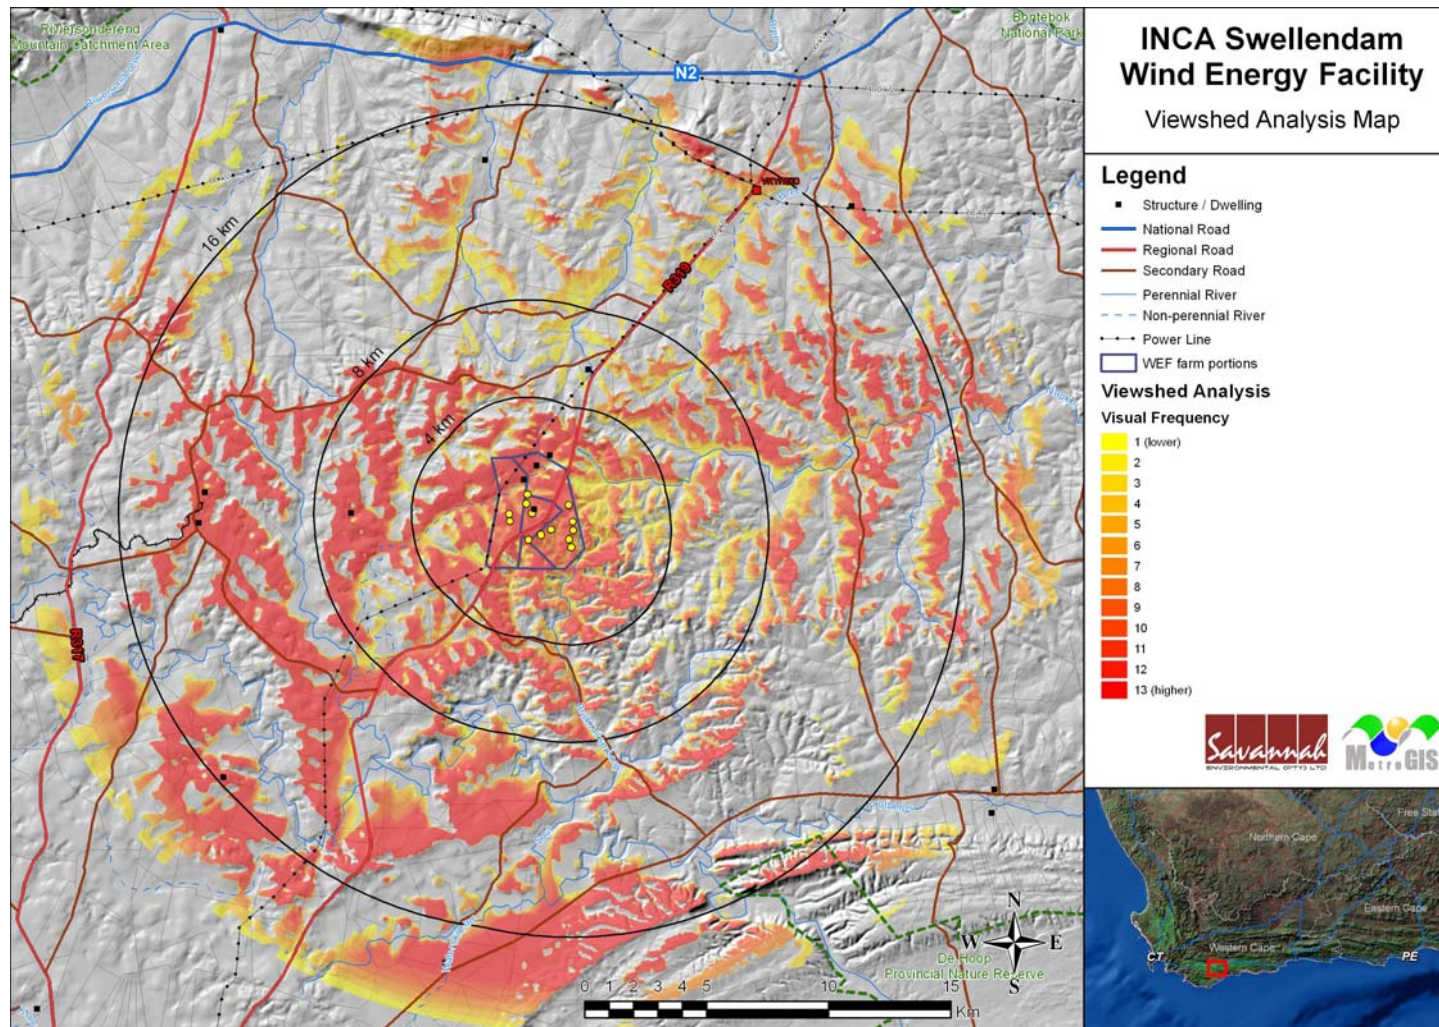 Riviersonderend
Mountain Catchment Area
Bontebok
National Park
N2
16 km
R319
8 km
4 km
R317
De Hoop
Provincial Nature Reserve
N
W E
S
0 1 2 3 4 5 10 15
Km
INCA Swellendam
Wind Energy Facility
Viewshed Analysis Map
Legend
Structure / Dwelling
National Road
Regional Road
Secondary Road
Perennial River
Non-perennial River
Power Line
WEF farm portions
Viewshed Analysis
Visual Frequency
1 (lower)
2
3
4
5
6
7
8
9
10
11
12
13 (higher)
Savannah
ENVIRONMENTAL (PTY) LTD
MetroGIS
Northern Cape
Free Stat
Eastern Cape
Western Cape
CT
PE